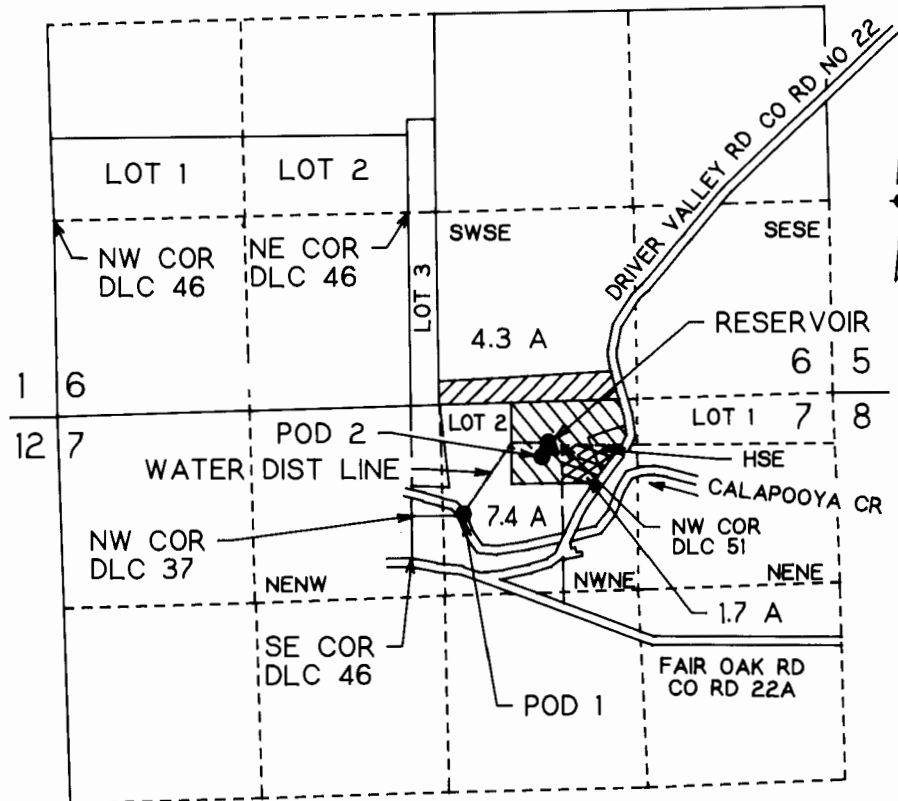 DRIVER VALLEY RD CO RD NO 22
LOT 1
LOT 2
NW COR
DLC 46
NE COR
DLC 46
LOT 3
SWSE
SESE
4.3 A
RESERVOIR
1
6
6
5
12
7
LOT 2
LOT 1
7
8
POD 2
WATER DIST LINE
HSE
CALAPOOYA CR
7.4 A
NW COR
DLC 37
NW COR
DLC 51
NENW
NWNE
NENE
1.7 A
SE COR
DLC 46
FAIR OAK RD
CO RD 22A
POD 1